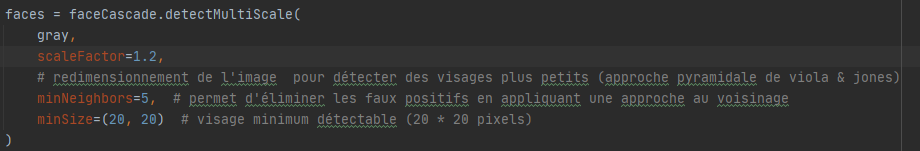 faces = faceCascade.detectMultiScale(
    gray,
    scaleFactor=1.2,
    # redimensionnement de l'image  pour détecter des visages plus petits (approche pyramidale de viola & jones)
    minNeighbors=5,  # permet d'éliminer les faux positifs en appliquant une approche au voisinage
    minSize=(20, 20)  # visage minimum détectable (20 * 20 pixels)
)